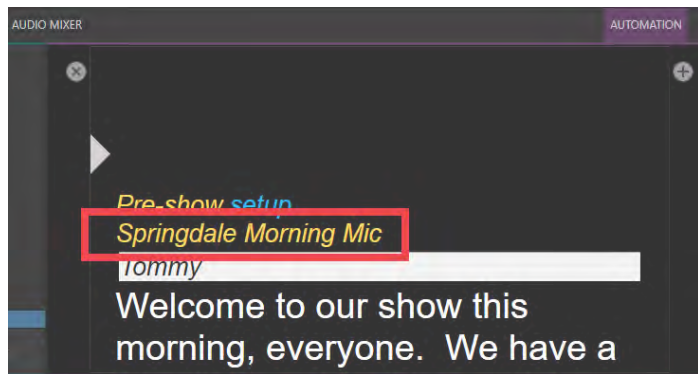 AUDIO MIXER AUTOMATION
Pre-show setup
Springdale Morning Mic
Tommy
Welcome to our show this
morning, everyone. We have a